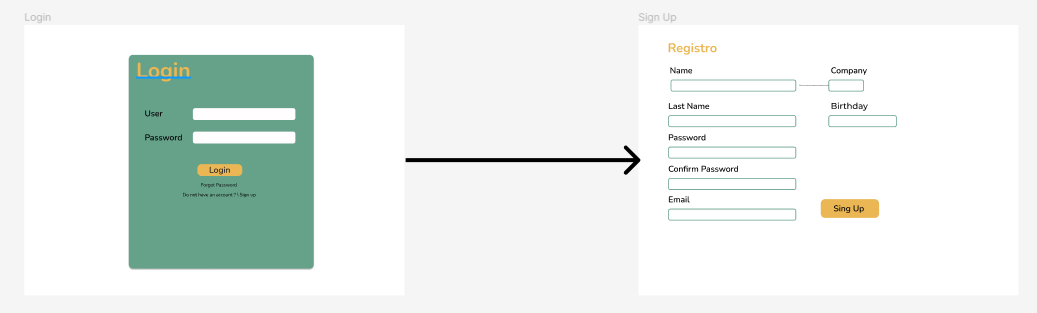 Login
Sign Up
Login
User
Password
Login
Forgot Password
Do not have an account ? \ Sign up
Registro
Name
Company
Last Name
Birthday
Password
Confirm Password
Email
Sing Up